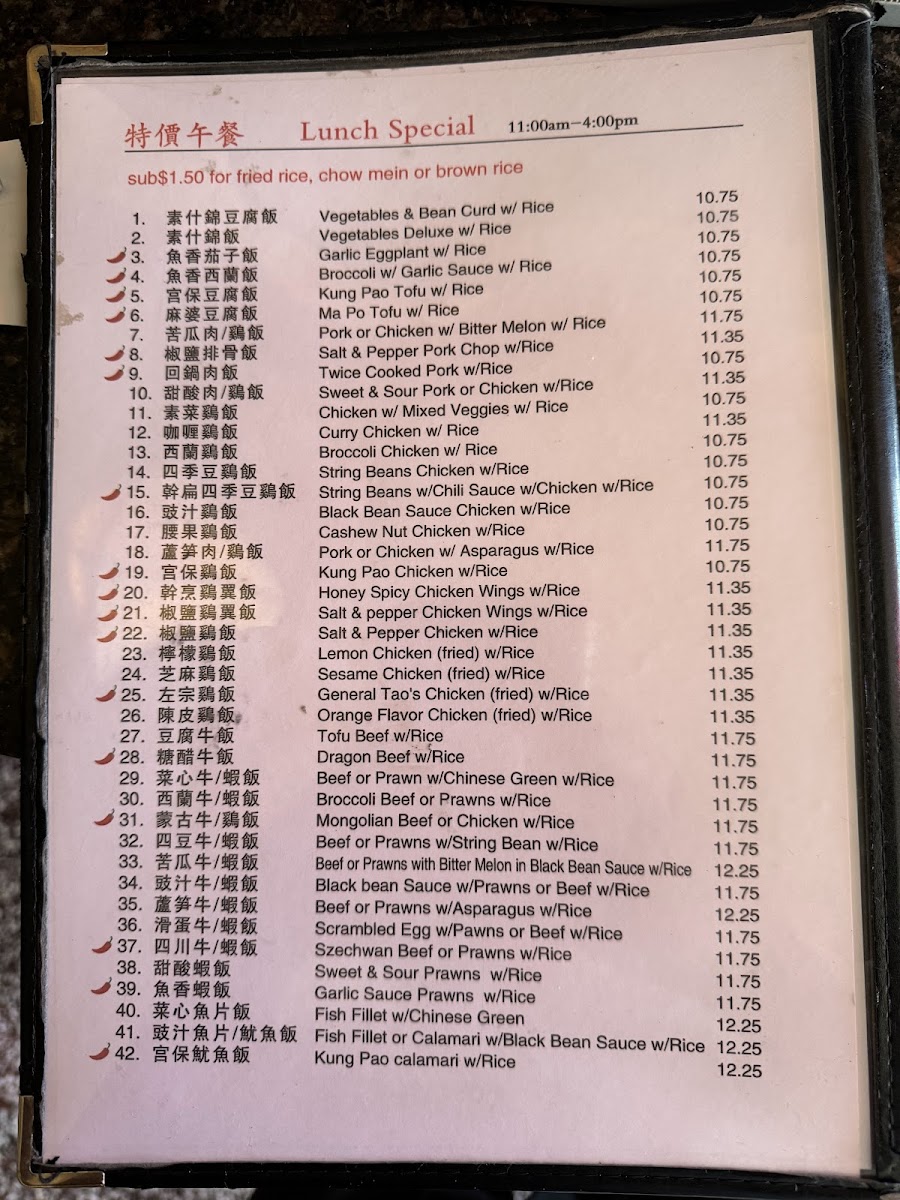 特價午餐 Lunch Special 11:00am–4:00pm
sub$1.50 for fried rice, chow mein or brown rice
1. 素什錦豆腐飯 Vegetables & Bean Curd w/ Rice 10.75
2. 素什錦飯 Vegetables Deluxe w/ Rice 10.75
3. 魚香茄子飯 Garlic Eggplant w/ Rice 10.75
4. 魚香西蘭飯 Broccoli w/ Garlic Sauce w/ Rice 10.75
5. 宫保豆腐飯 Kung Pao Tofu w/ Rice 10.75
6. 麻婆豆腐飯 Ma Po Tofu w/ Rice 10.75
7. 苦瓜肉/鷄飯 Pork or Chicken w/ Bitter Melon w/ Rice 11.75
8. 椒鹽排骨飯 Salt & Pepper Pork Chop w/Rice 11.35
9. 回鍋肉飯 Twice Cooked Pork w/Rice 10.75
10. 甜酸肉/鷄飯 Sweet & Sour Pork or Chicken w/Rice 11.35
11. 素菜鷄飯 Chicken w/ Mixed Veggies w/ Rice 10.75
12. 咖喱鷄飯 Curry Chicken w/ Rice 11.35
13. 西蘭鷄飯 Broccoli Chicken w/ Rice 10.75
14. 四季豆鷄飯 String Beans Chicken w/Rice 10.75
15. 幹扁四季豆鷄飯 String Beans w/Chili Sauce w/Chicken w/Rice 10.75
16. 豉汁鷄飯 Black Bean Sauce Chicken w/Rice 10.75
17. 腰果鷄飯 Cashew Nut Chicken w/Rice 10.75
18. 蘆笋肉/鷄飯 Pork or Chicken w/ Asparagus w/Rice 11.75
19. 宫保鷄飯 Kung Pao Chicken w/Rice 10.75
20. 幹烹鷄翼飯 Honey Spicy Chicken Wings w/Rice 11.35
21. 椒鹽鷄翼飯 Salt & pepper Chicken Wings w/Rice 11.35
22. 椒鹽鷄飯 Salt & Pepper Chicken w/Rice 11.35
23. 檸檬鷄飯 Lemon Chicken (fried) w/Rice 11.35
24. 芝麻鷄飯 Sesame Chicken (fried) w/Rice 11.35
25. 左宗鷄飯 General Tao's Chicken (fried) w/Rice 11.35
26. 陳皮鷄飯 Orange Flavor Chicken (fried) w/Rice 11.35
27. 豆腐牛飯 Tofu Beef w/Rice 11.75
28. 糖醋牛飯 Dragon Beef w/Rice 11.75
29. 菜心牛/蝦飯 Beef or Prawn w/Chinese Green w/Rice 11.75
30. 西蘭牛/蝦飯 Broccoli Beef or Prawns w/Rice 11.75
31. 蒙古牛/鷄飯 Mongolian Beef or Chicken w/Rice 11.75
32. 四豆牛/蝦飯 Beef or Prawns w/String Bean w/Rice 11.75
33. 苦瓜牛/蝦飯 Beef or Prawns with Bitter Melon in Black Bean Sauce w/Rice 12.25
34. 豉汁牛/蝦飯 Black bean Sauce w/Prawns or Beef w/Rice 11.75
35. 蘆笋牛/蝦飯 Beef or Prawns w/Asparagus w/Rice 12.25
36. 滑蛋牛/蝦飯 Scrambled Egg w/Pawns or Beef w/Rice 11.75
37. 四川牛/蝦飯 Szechwan Beef or Prawns w/Rice 11.75
38. 甜酸蝦飯 Sweet & Sour Prawns w/Rice 11.75
39. 魚香蝦飯 Garlic Sauce Prawns w/Rice 11.75
40. 菜心魚片飯 Fish Fillet w/Chinese Green 12.25
41. 豉汁魚片/魷魚飯 Fish Fillet or Calamari w/Black Bean Sauce w/Rice 12.25
42. 宫保魷魚飯 Kung Pao calamari w/Rice 12.25